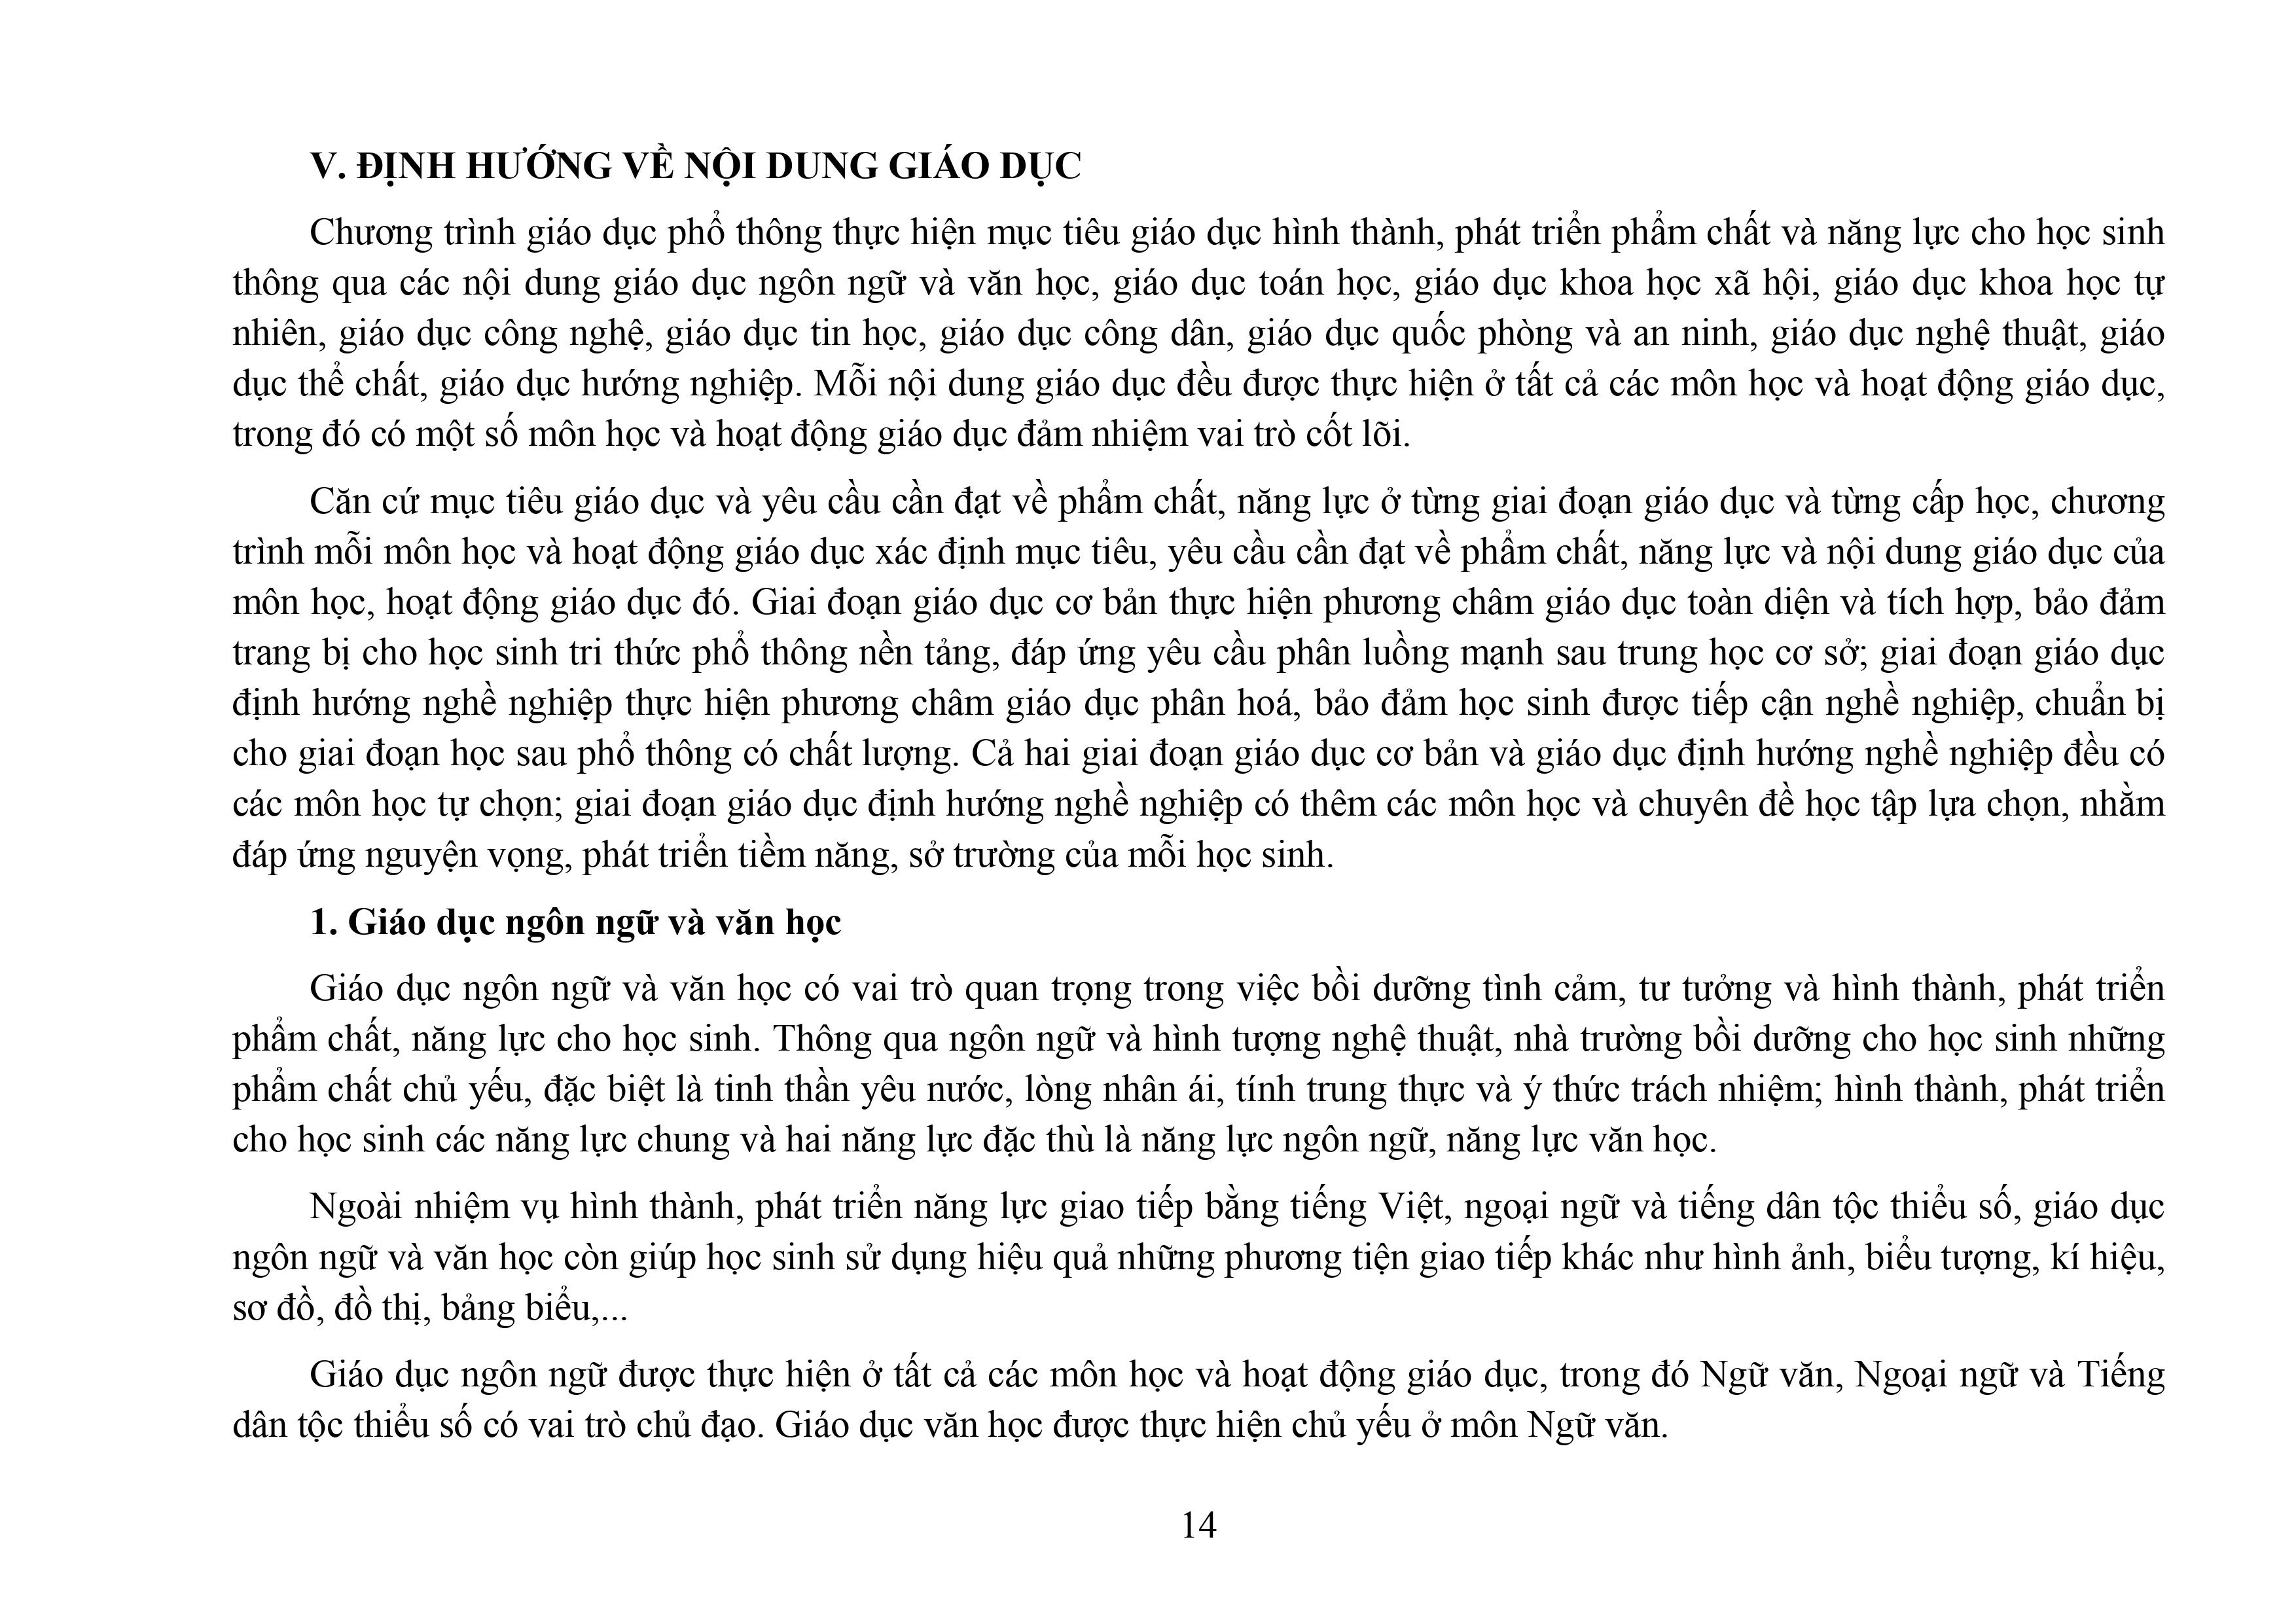 V. ĐỊNH HƯỚNG VỀ NỘI DUNG GIÁO DỤC
Chương trình giáo dục phổ thông thực hiện mục tiêu giáo dục hình thành, phát triển phẩm chất và năng lực cho học sinh
thông qua các nội dung giáo dục ngôn ngữ và văn học, giáo dục toán học, giáo dục khoa học xã hội, giáo dục khoa học tự
nhiên, giáo dục công nghệ, giáo dục tin học, giáo dục công dân, giáo dục quốc phòng và an ninh, giáo dục nghệ thuật, giáo
dục thể chất, giáo dục hướng nghiệp. Mỗi nội dung giáo dục đều được thực hiện ở tất cả các môn học và hoạt động giáo dục,
trong đó có một số môn học và hoạt động giáo dục đảm nhiệm vai trò cốt lõi.
Căn cứ mục tiêu giáo dục và yêu cầu cần đạt về phẩm chất, năng lực ở từng giai đoạn giáo dục và từng cấp học, chương
trình mỗi môn học và hoạt động giáo dục xác định mục tiêu, yêu cầu cần đạt về phẩm chất, năng lực và nội dung giáo dục của
môn học, hoạt động giáo dục đó. Giai đoạn giáo dục cơ bản thực hiện phương châm giáo dục toàn diện và tích hợp, bảo đảm
trang bị cho học sinh tri thức phổ thông nền tảng, đáp ứng yêu cầu phân luồng mạnh sau trung học cơ sở; giai đoạn giáo dục
định hướng nghề nghiệp thực hiện phương châm giáo dục phân hoá, bảo đảm học sinh được tiếp cận nghề nghiệp, chuẩn bị
cho giai đoạn học sau phổ thông có chất lượng. Cả hai giai đoạn giáo dục cơ bản và giáo dục định hướng nghề nghiệp đều có
các môn học tự chọn; giai đoạn giáo dục định hướng nghề nghiệp có thêm các môn học và chuyên đề học tập lựa chọn, nhằm
đáp ứng nguyện vọng, phát triển tiềm năng, sở trường của mỗi học sinh.
1. Giáo dục ngôn ngữ và văn học
Giáo dục ngôn ngữ và văn học có vai trò quan trọng trong việc bồi dưỡng tình cảm, tư tưởng và hình thành, phát triển
phẩm chất, năng lực cho học sinh. Thông qua ngôn ngữ và hình tượng nghệ thuật, nhà trường bồi dưỡng cho học sinh những
phẩm chất chủ yếu, đặc biệt là tinh thần yêu nước, lòng nhân ái, tính trung thực và ý thức trách nhiệm; hình thành, phát triển
cho học sinh các năng lực chung và hai năng lực đặc thù là năng lực ngôn ngữ, năng lực văn học.
Ngoài nhiệm vụ hình thành, phát triển năng lực giao tiếp bằng tiếng Việt, ngoại ngữ và tiếng dân tộc thiểu số, giáo dục
ngôn ngữ và văn học còn giúp học sinh sử dụng hiệu quả những phương tiện giao tiếp khác như hình ảnh, biểu tượng, kí hiệu,
sơ đồ, đồ thị, bảng biểu,...
Giáo dục ngôn ngữ được thực hiện ở tất cả các môn học và hoạt động giáo dục, trong đó Ngữ văn, Ngoại ngữ và Tiếng
dân tộc thiểu số có vai trò chủ đạo. Giáo dục văn học được thực hiện chủ yếu ở môn Ngữ văn.
14